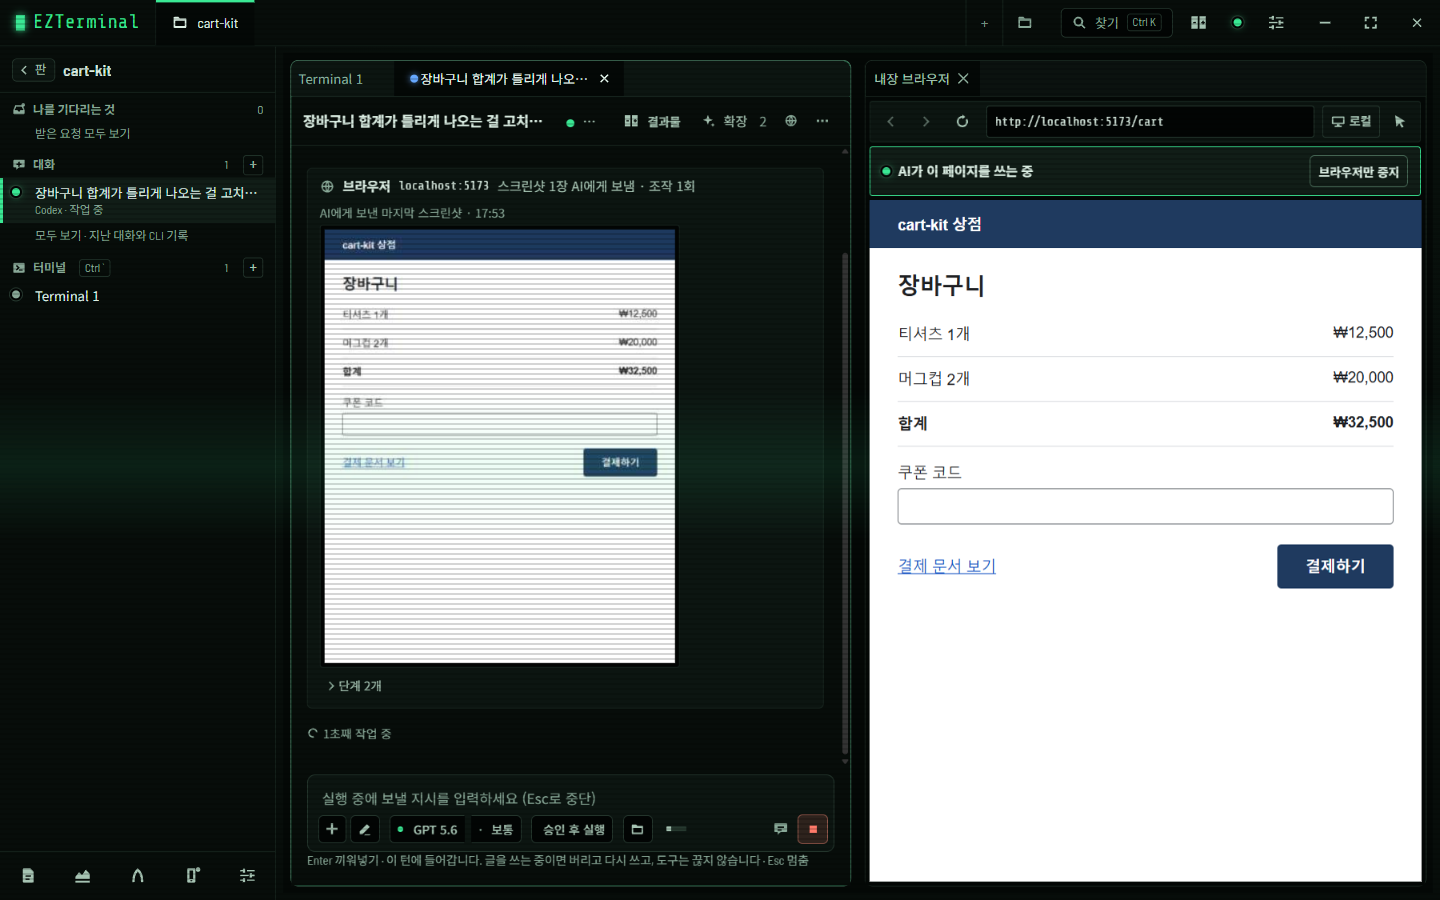 EZTerminal
cart-kit
+
찾기 Ctrl K
판 cart-kit
나를 기다리는 것 0
받은 요청 모두 보기
대화 1 +
장바구니 합계가 틀리게 나오는 걸 고치…
Codex · 작업 중
모두 보기 · 지난 대화와 CLI 기록
터미널 Ctrl` 1 +
Terminal 1
Terminal 1
장바구니 합계가 틀리게 나오…
장바구니 합계가 틀리게 나오는 걸 고치…
결과물
확장 2
브라우저 localhost:5173 스크린샷 1장 AI에게 보냄 · 조작 1회
AI에게 보낸 마지막 스크린샷 · 17:53
cart-kit 상점
장바구니
티셔츠 1개 ₩12,500
머그컵 2개 ₩20,000
합계 ₩32,500
쿠폰 코드
결제 문서 보기 결제하기
단계 2개
1초째 작업 중
실행 중에 보낼 지시를 입력하세요 (Esc로 중단)
GPT 5.6 · 보통 승인 후 실행
Enter 끼워넣기 · 이 턴에 들어갑니다. 글을 쓰는 중이면 버리고 다시 쓰고, 도구는 끊지 않습니다 · Esc 멈춤
내장 브라우저
http://localhost:5173/cart
로컬
AI가 이 페이지를 쓰는 중
브라우저만 중지
cart-kit 상점
장바구니
티셔츠 1개 ₩12,500
머그컵 2개 ₩20,000
합계 ₩32,500
쿠폰 코드
결제 문서 보기 결제하기